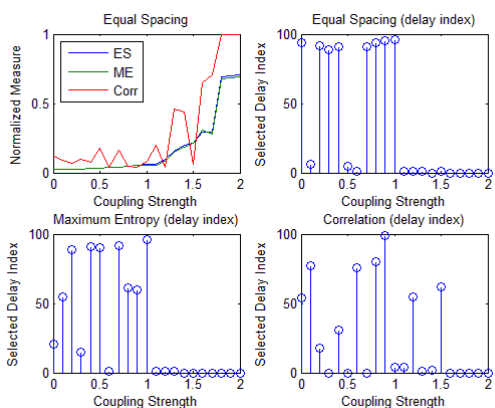 Equal Spacing
Normalized Measure
1
0.5
0
ES
ME
Corr
0 0.5 1 1.5 2
Coupling Strength
Equal Spacing (delay index)
Selected Delay Index
100
50
0
0 0.5 1 1.5 2
Coupling Strength
Maximum Entropy (delay index)
Selected Delay Index
100
50
0
0 0.5 1 1.5 2
Coupling Strength
Correlation (delay index)
Selected Delay Index
100
50
0
0 0.5 1 1.5 2
Coupling Strength